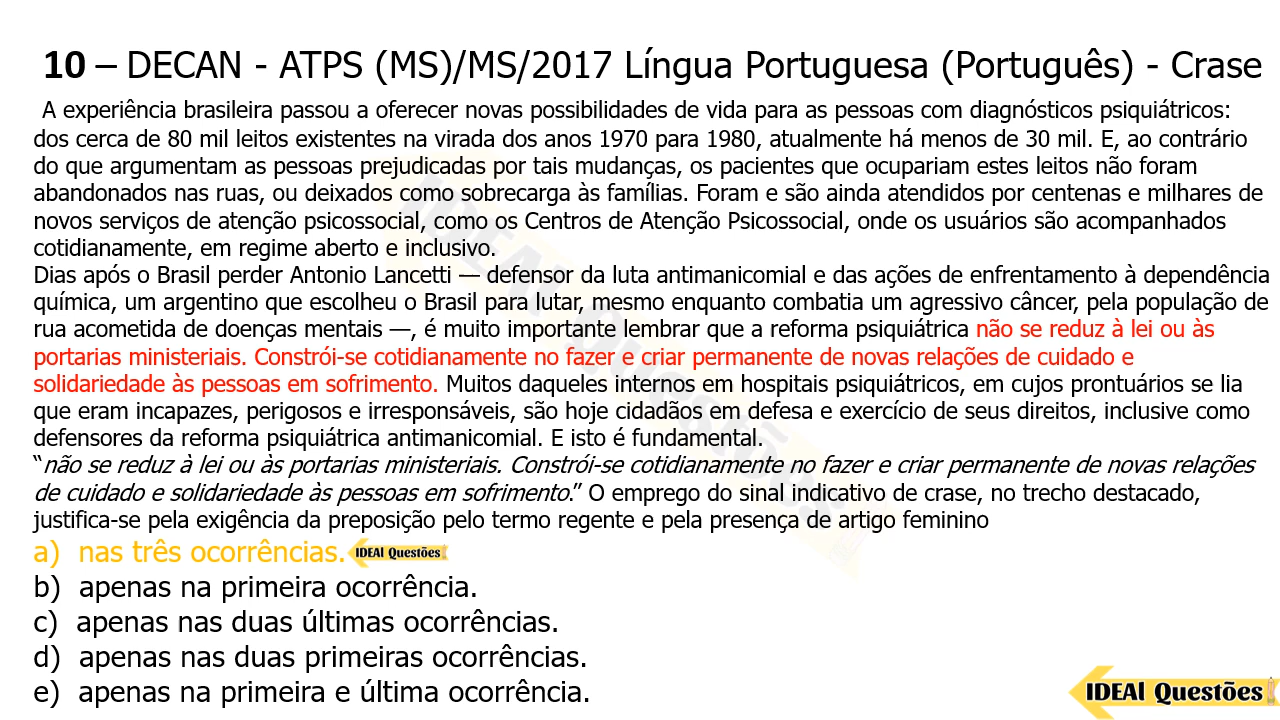 10 – DECAN - ATPS (MS)/MS/2017 Língua Portuguesa (Português) - Crase
A experiência brasileira passou a oferecer novas possibilidades de vida para as pessoas com diagnósticos psiquiátricos:
dos cerca de 80 mil leitos existentes na virada dos anos 1970 para 1980, atualmente há menos de 30 mil. E, ao contrário
do que argumentam as pessoas prejudicadas por tais mudanças, os pacientes que ocupariam estes leitos não foram
abandonados nas ruas, ou deixados como sobrecarga às famílias. Foram e são ainda atendidos por centenas e milhares de
novos serviços de atenção psicossocial, como os Centros de Atenção Psicossocial, onde os usuários são acompanhados
cotidianamente, em regime aberto e inclusivo.
Dias após o Brasil perder Antonio Lancetti — defensor da luta antimanicomial e das ações de enfrentamento à dependência
química, um argentino que escolheu o Brasil para lutar, mesmo enquanto combatia um agressivo câncer, pela população de
rua acometida de doenças mentais —, é muito importante lembrar que a reforma psiquiátrica não se reduz à lei ou às
portarias ministeriais. Constrói-se cotidianamente no fazer e criar permanente de novas relações de cuidado e
solidariedade às pessoas em sofrimento. Muitos daqueles internos em hospitais psiquiátricos, em cujos prontuários se lia
que eram incapazes, perigosos e irresponsáveis, são hoje cidadãos em defesa e exercício de seus direitos, inclusive como
defensores da reforma psiquiátrica antimanicomial. E isto é fundamental.
“não se reduz à lei ou às portarias ministeriais. Constrói-se cotidianamente no fazer e criar permanente de novas relações
de cuidado e solidariedade às pessoas em sofrimento.” O emprego do sinal indicativo de crase, no trecho destacado,
justifica-se pela exigência da preposição pelo termo regente e pela presença de artigo feminino
a) nas três ocorrências. IDEAL Questões
b) apenas na primeira ocorrência.
c) apenas nas duas últimas ocorrências.
d) apenas nas duas primeiras ocorrências.
e) apenas na primeira e última ocorrência.
IDEAL Questões
IDEAL Questões